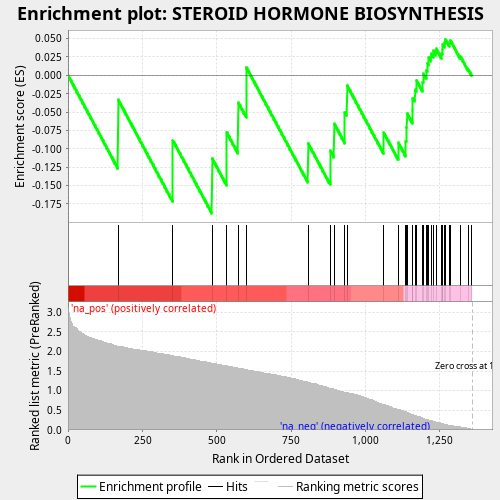 Enrichment plot: STEROID HORMONE BIOSYNTHESIS
Enrichment score (ES)
0.050
0.025
0.000
-0.025
-0.050
-0.075
-0.100
-0.125
-0.150
-0.175
'na_pos' (positively correlated)
Ranked list metric (PreRanked)
3.0
2.5
2.0
1.5
1.0
0.5
0.0
Zero cross at 1
'na_neg' (negatively correlated)
0
250
500
750
1,000
1,250
Rank in Ordered Dataset
Enrichment profile
Hits
Ranking metric scores